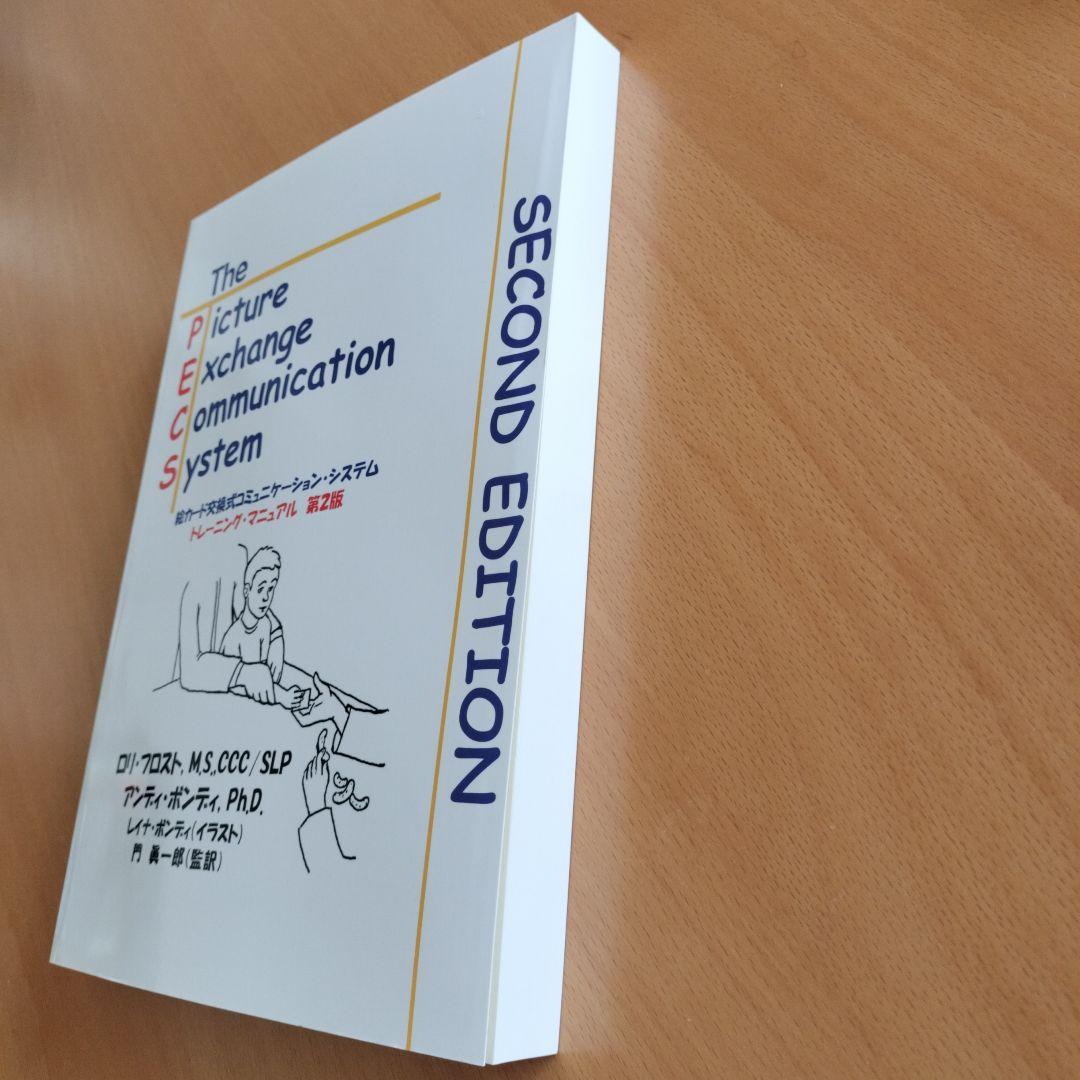 The
Picture
Exchange
Communication
System
絵カード交換式コミュニケーション・システム
トレーニング・マニュアル 第2版
ロリ・フロスト, M.S.,CCC/SLP
アンディ・ボンディ, Ph.D.
レイナ・ボンディ(イラスト)
門 眞一郎(監訳)
SECOND EDITION